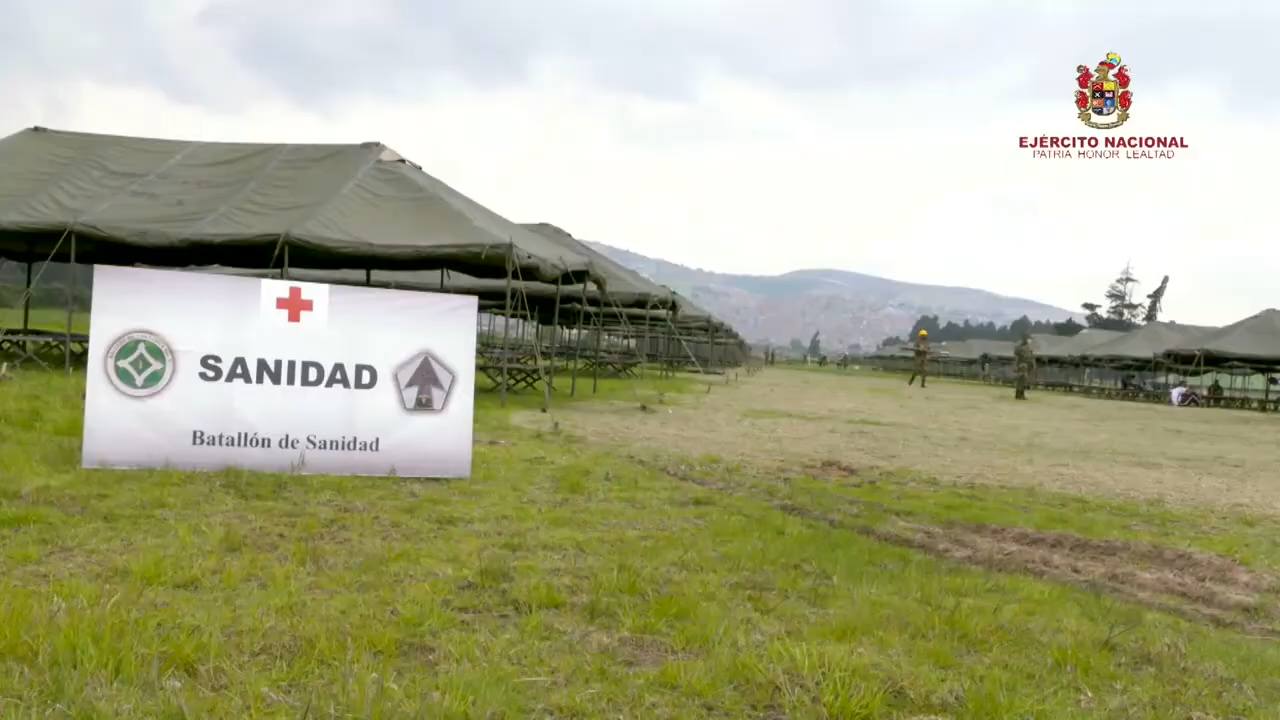 EJÉRCITO NACIONAL
PATRIA HONOR LEALTAD
SANIDAD
Batallón de Sanidad